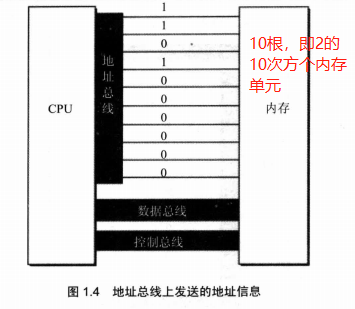 1
1
0
1
0
0
0
0
0
0
地址总线
CPU
内存
10根，即2的
10次方个内存
单元
数据总线
控制总线
图 1.4 地址总线上发送的地址信息